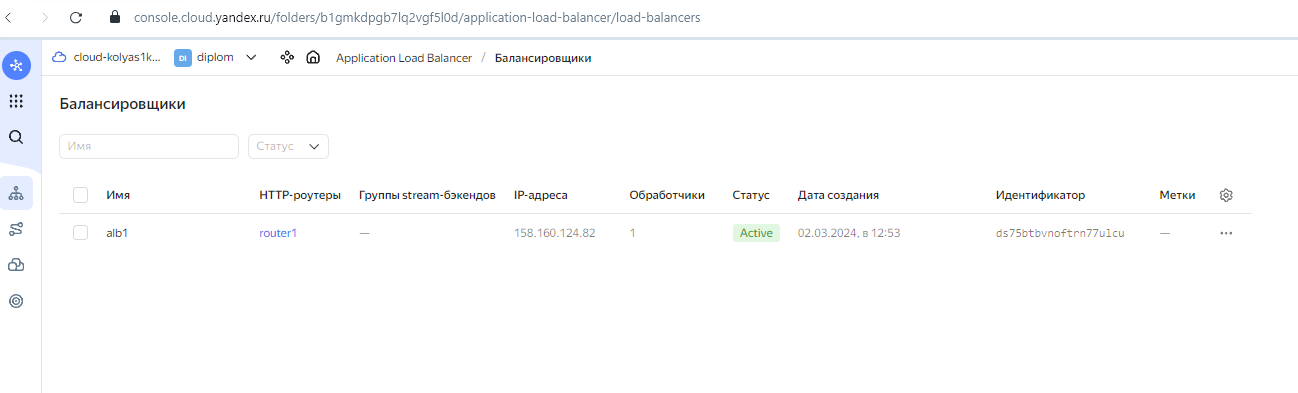 console.cloud.yandex.ru/folders/b1gmkdpgb7lq2vgf5l0d/application-load-balancer/load-balancers
cloud-kolyas1k... DI diplom Application Load Balancer / Балансировщики
Балансировщики
Имя Статус
Имя HTTP-роутеры Группы stream-бэкендов IP-адреса Обработчики Статус Дата создания Идентификатор Метки
alb1 router1 — 158.160.124.82 1 Active 02.03.2024, в 12:53 ds75btbvnoftrn77ulcu —